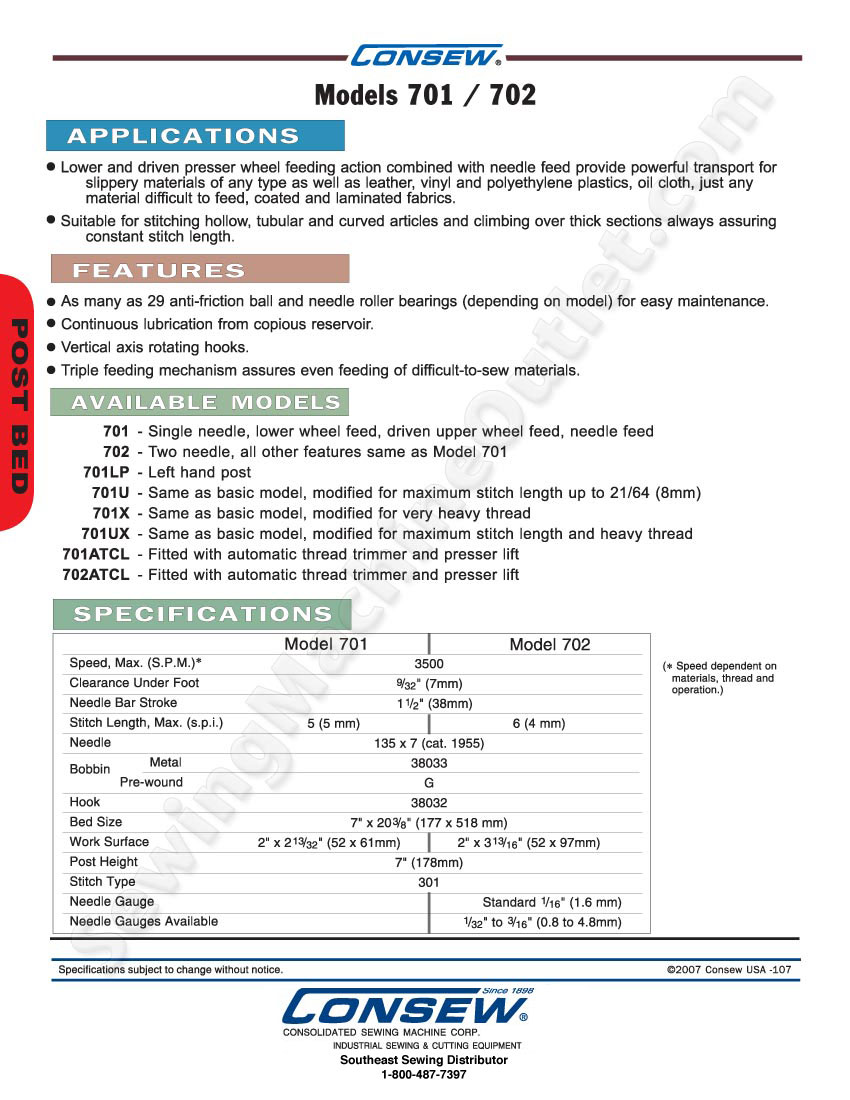 CONSEW®
Models 701 / 702
APPLICATIONS
● Lower and driven presser wheel feeding action combined with needle feed provide powerful transport for
slippery materials of any type as well as leather, vinyl and polyethylene plastics, oil cloth, just any
material difficult to feed, coated and laminated fabrics.
● Suitable for stitching hollow, tubular and curved articles and climbing over thick sections always assuring
constant stitch length.
FEATURES
● As many as 29 anti-friction ball and needle roller bearings (depending on model) for easy maintenance.
● Continuous lubrication from copious reservoir.
● Vertical axis rotating hooks.
● Triple feeding mechanism assures even feeding of difficult-to-sew materials.
POST BED
AVAILABLE MODELS
701 - Single needle, lower wheel feed, driven upper wheel feed, needle feed
702 - Two needle, all other features same as Model 701
701LP - Left hand post
701U - Same as basic model, modified for maximum stitch length up to 21/64 (8mm)
701X - Same as basic model, modified for very heavy thread
701UX - Same as basic model, modified for maximum stitch length and heavy thread
701ATCL - Fitted with automatic thread trimmer and presser lift
702ATCL - Fitted with automatic thread trimmer and presser lift
SPECIFICATIONS
Model 701 Model 702
Speed, Max. (S.P.M.)* 3500
Clearance Under Foot 9/32" (7mm)
Needle Bar Stroke 1 1/2" (38mm)
Stitch Length, Max. (s.p.i.) 5 (5 mm) 6 (4 mm)
Needle 135 x 7 (cat. 1955)
Bobbin Metal 38033
Pre-wound G
Hook 38032
Bed Size 7" x 20 3/8" (177 x 518 mm)
Work Surface 2" x 2 13/32" (52 x 61mm) 2" x 3 13/16" (52 x 97mm)
Post Height 7" (178mm)
Stitch Type 301
Needle Gauge Standard 1/16" (1.6 mm)
Needle Gauges Available 1/32" to 3/16" (0.8 to 4.8mm)
(* Speed dependent on
materials, thread and
operation.)
SewingMachineOutlet.com
Specifications subject to change without notice. ©2007 Consew USA -107
Since 1898
CONSEW®
CONSOLIDATED SEWING MACHINE CORP.
INDUSTRIAL SEWING & CUTTING EQUIPMENT
Southeast Sewing Distributor
1-800-487-7397